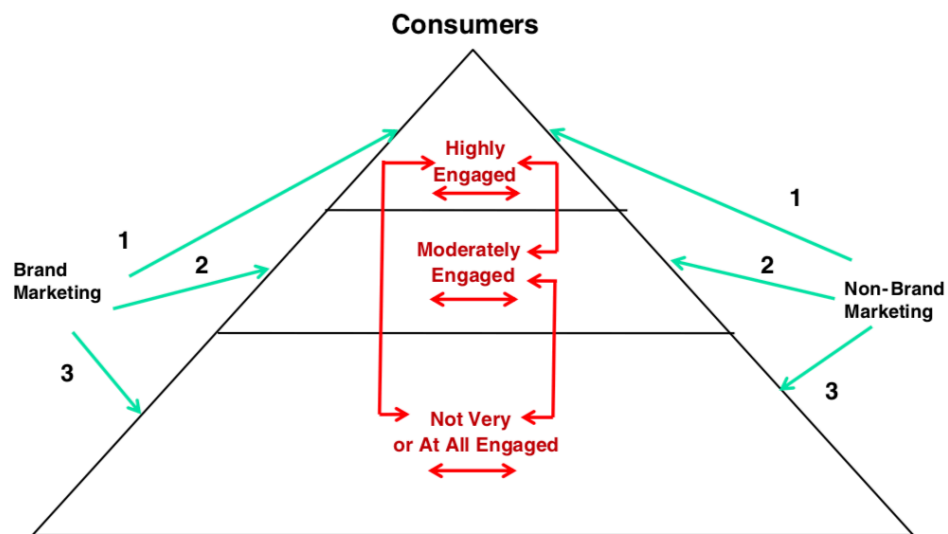 Consumers
Highly
Engaged
1
1
Moderately
Engaged
2
2
Brand
Marketing
Non-Brand
Marketing
3
3
Not Very
or At All Engaged